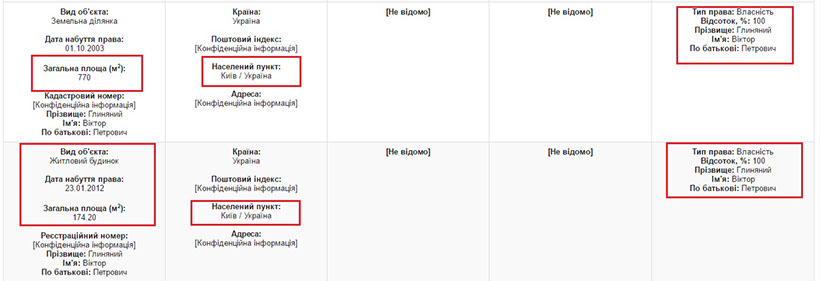 Вид об'єкта:
Земельна ділянка
Дата набуття права:
01.10.2003
Загальна площа (м²):
770
Кадастровий номер:
[Конфіденційна інформація]
Прізвище: Глиняний
Ім'я: Віктор
По батькові: Петрович
Країна:
Україна
Поштовий індекс:
[Конфіденційна інформація]
Населений пункт:
Київ / Україна
Адреса:
[Конфіденційна інформація]
[Не відомо]
[Не відомо]
Тип права: Власність
Відсоток, %: 100
Прізвище: Глиняний
Ім'я: Віктор
По батькові: Петрович
Вид об'єкта:
Житловий будинок
Дата набуття права:
23.01.2012
Загальна площа (м²):
174.20
Реєстраційний номер:
[Конфіденційна інформація]
Прізвище: Глиняний
Ім'я: Віктор
По батькові: Петрович
Країна:
Україна
Поштовий індекс:
[Конфіденційна інформація]
Населений пункт:
Київ / Україна
Адреса:
[Конфіденційна інформація]
[Не відомо]
[Не відомо]
Тип права: Власність
Відсоток, %: 100
Прізвище: Глиняний
Ім'я: Віктор
По батькові: Петрович